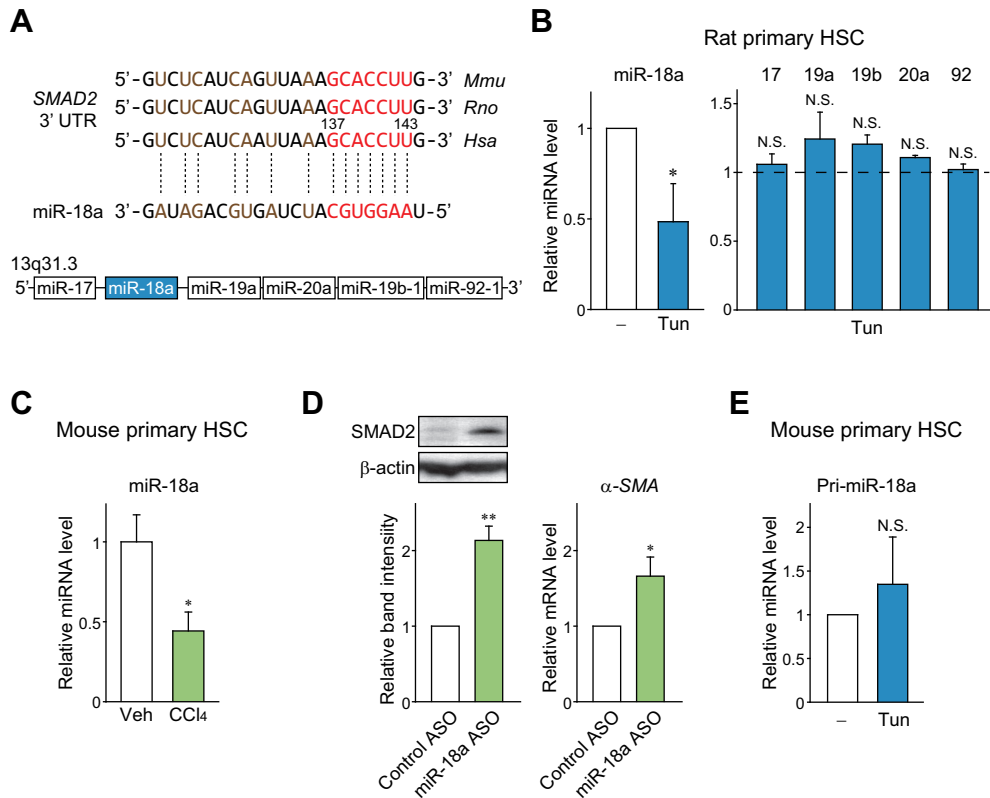 A
SMAD2
3' UTR
5'-GUCUCAUCAGUUAAAGCACCUUG-3' Mmu
5'-GUCUCAUCAGUUAAAGCACCUUG-3' Rno
137 143
5'-GUCUCAUCAAUUAAAGCACCUUG-3' Hsa
miR-18a 3'-GAUAGACGUGAUCUACGUGGAAU-5'
13q31.3
5'- miR-17 miR-18a miR-19a miR-20a miR-19b-1 miR-92-1 -3'
B
Rat primary HSC
miR-18a
Relative miRNA level
1
0.5
0
*
– Tun
17 19a 19b 20a 92
1.5
1
0.5
0
N.S. N.S. N.S. N.S. N.S.
Tun
C
Mouse primary HSC
miR-18a
Relative miRNA level
1
0.5
0
*
Veh CCl4
D
SMAD2
β-actin
Relative band intensiity
2
1
0
**
Control ASO
miR-18a ASO
α-SMA
Relative mRNA level
2
1
0
*
Control ASO
miR-18a ASO
E
Mouse primary HSC
Pri-miR-18a
Relative miRNA level
2
1.5
1
0.5
0
N.S.
– Tun